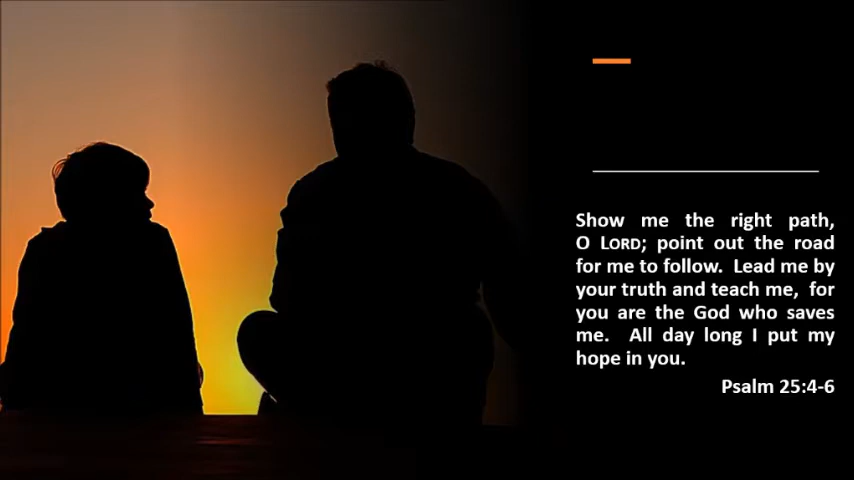 Show me the right path,
O LORD; point out the road
for me to follow. Lead me by
your truth and teach me, for
you are the God who saves
me. All day long I put my
hope in you.
Psalm 25:4-6